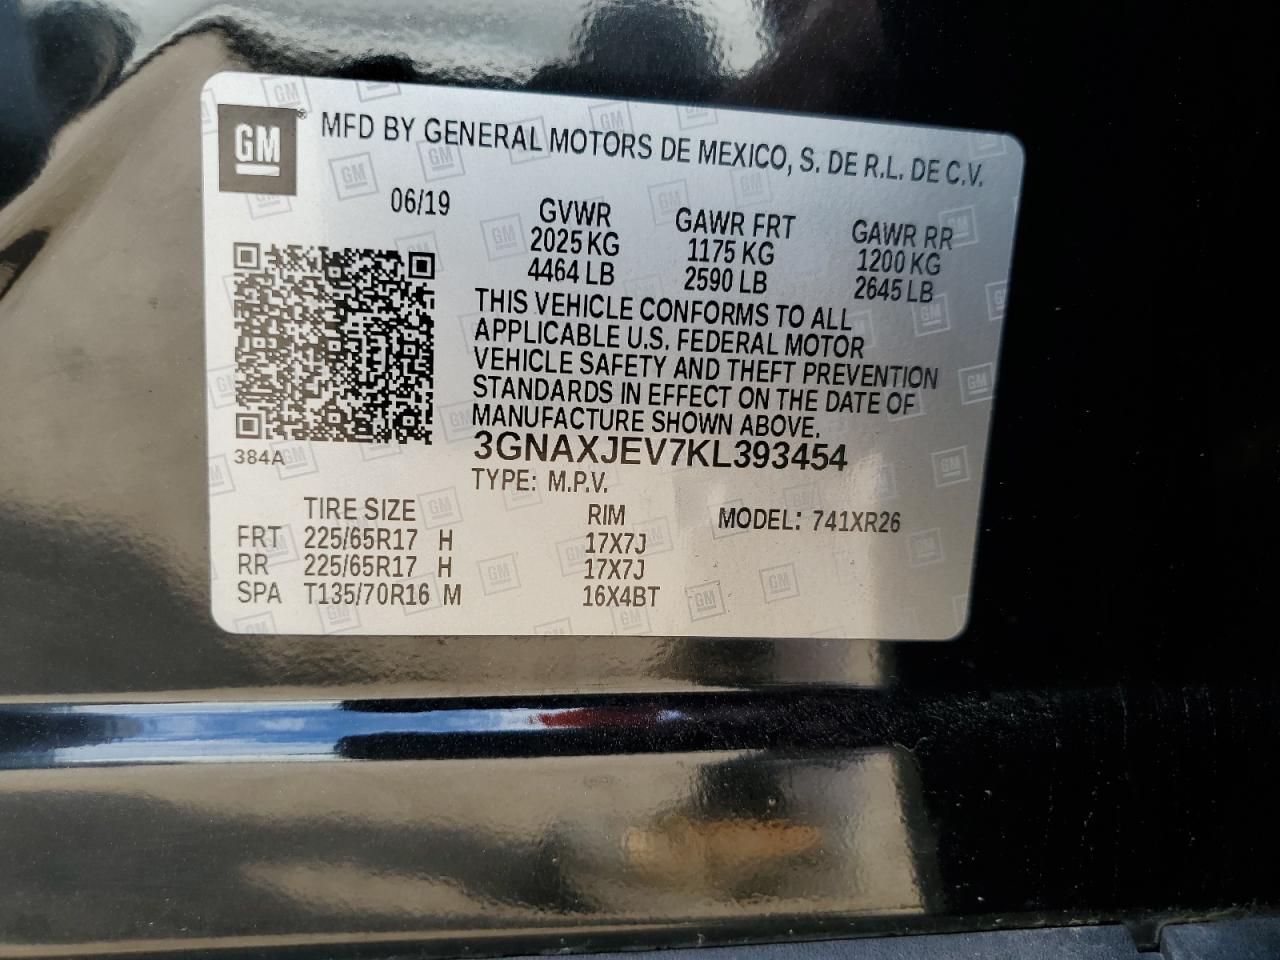 GM® MFD BY GENERAL MOTORS DE MEXICO, S. DE R.L. DE C.V.
06/19 GVWR GAWR FRT GAWR RR
2025 KG 1175 KG 1200 KG
4464 LB 2590 LB 2645 LB
THIS VEHICLE CONFORMS TO ALL
APPLICABLE U.S. FEDERAL MOTOR
VEHICLE SAFETY AND THEFT PREVENTION
STANDARDS IN EFFECT ON THE DATE OF
MANUFACTURE SHOWN ABOVE.
384A 3GNAXJEV7KL393454
TYPE: M.P.V.
TIRE SIZE RIM MODEL: 741XR26
FRT 225/65R17 H 17X7J
RR 225/65R17 H 17X7J
SPA T135/70R16 M 16X4BT